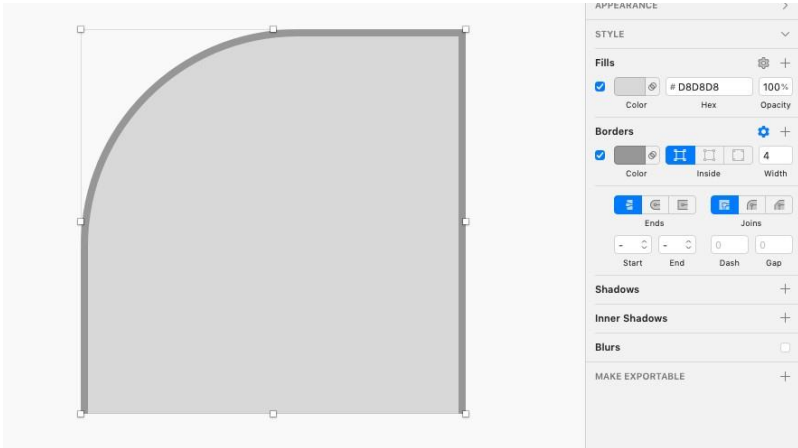 APPEARANCE
STYLE
Fills
# D8D8D8 100%
Color Hex Opacity
Borders
4
Color Inside Width
Ends Joins
- - 0 0
Start End Dash Gap
Shadows
Inner Shadows
Blurs
MAKE EXPORTABLE